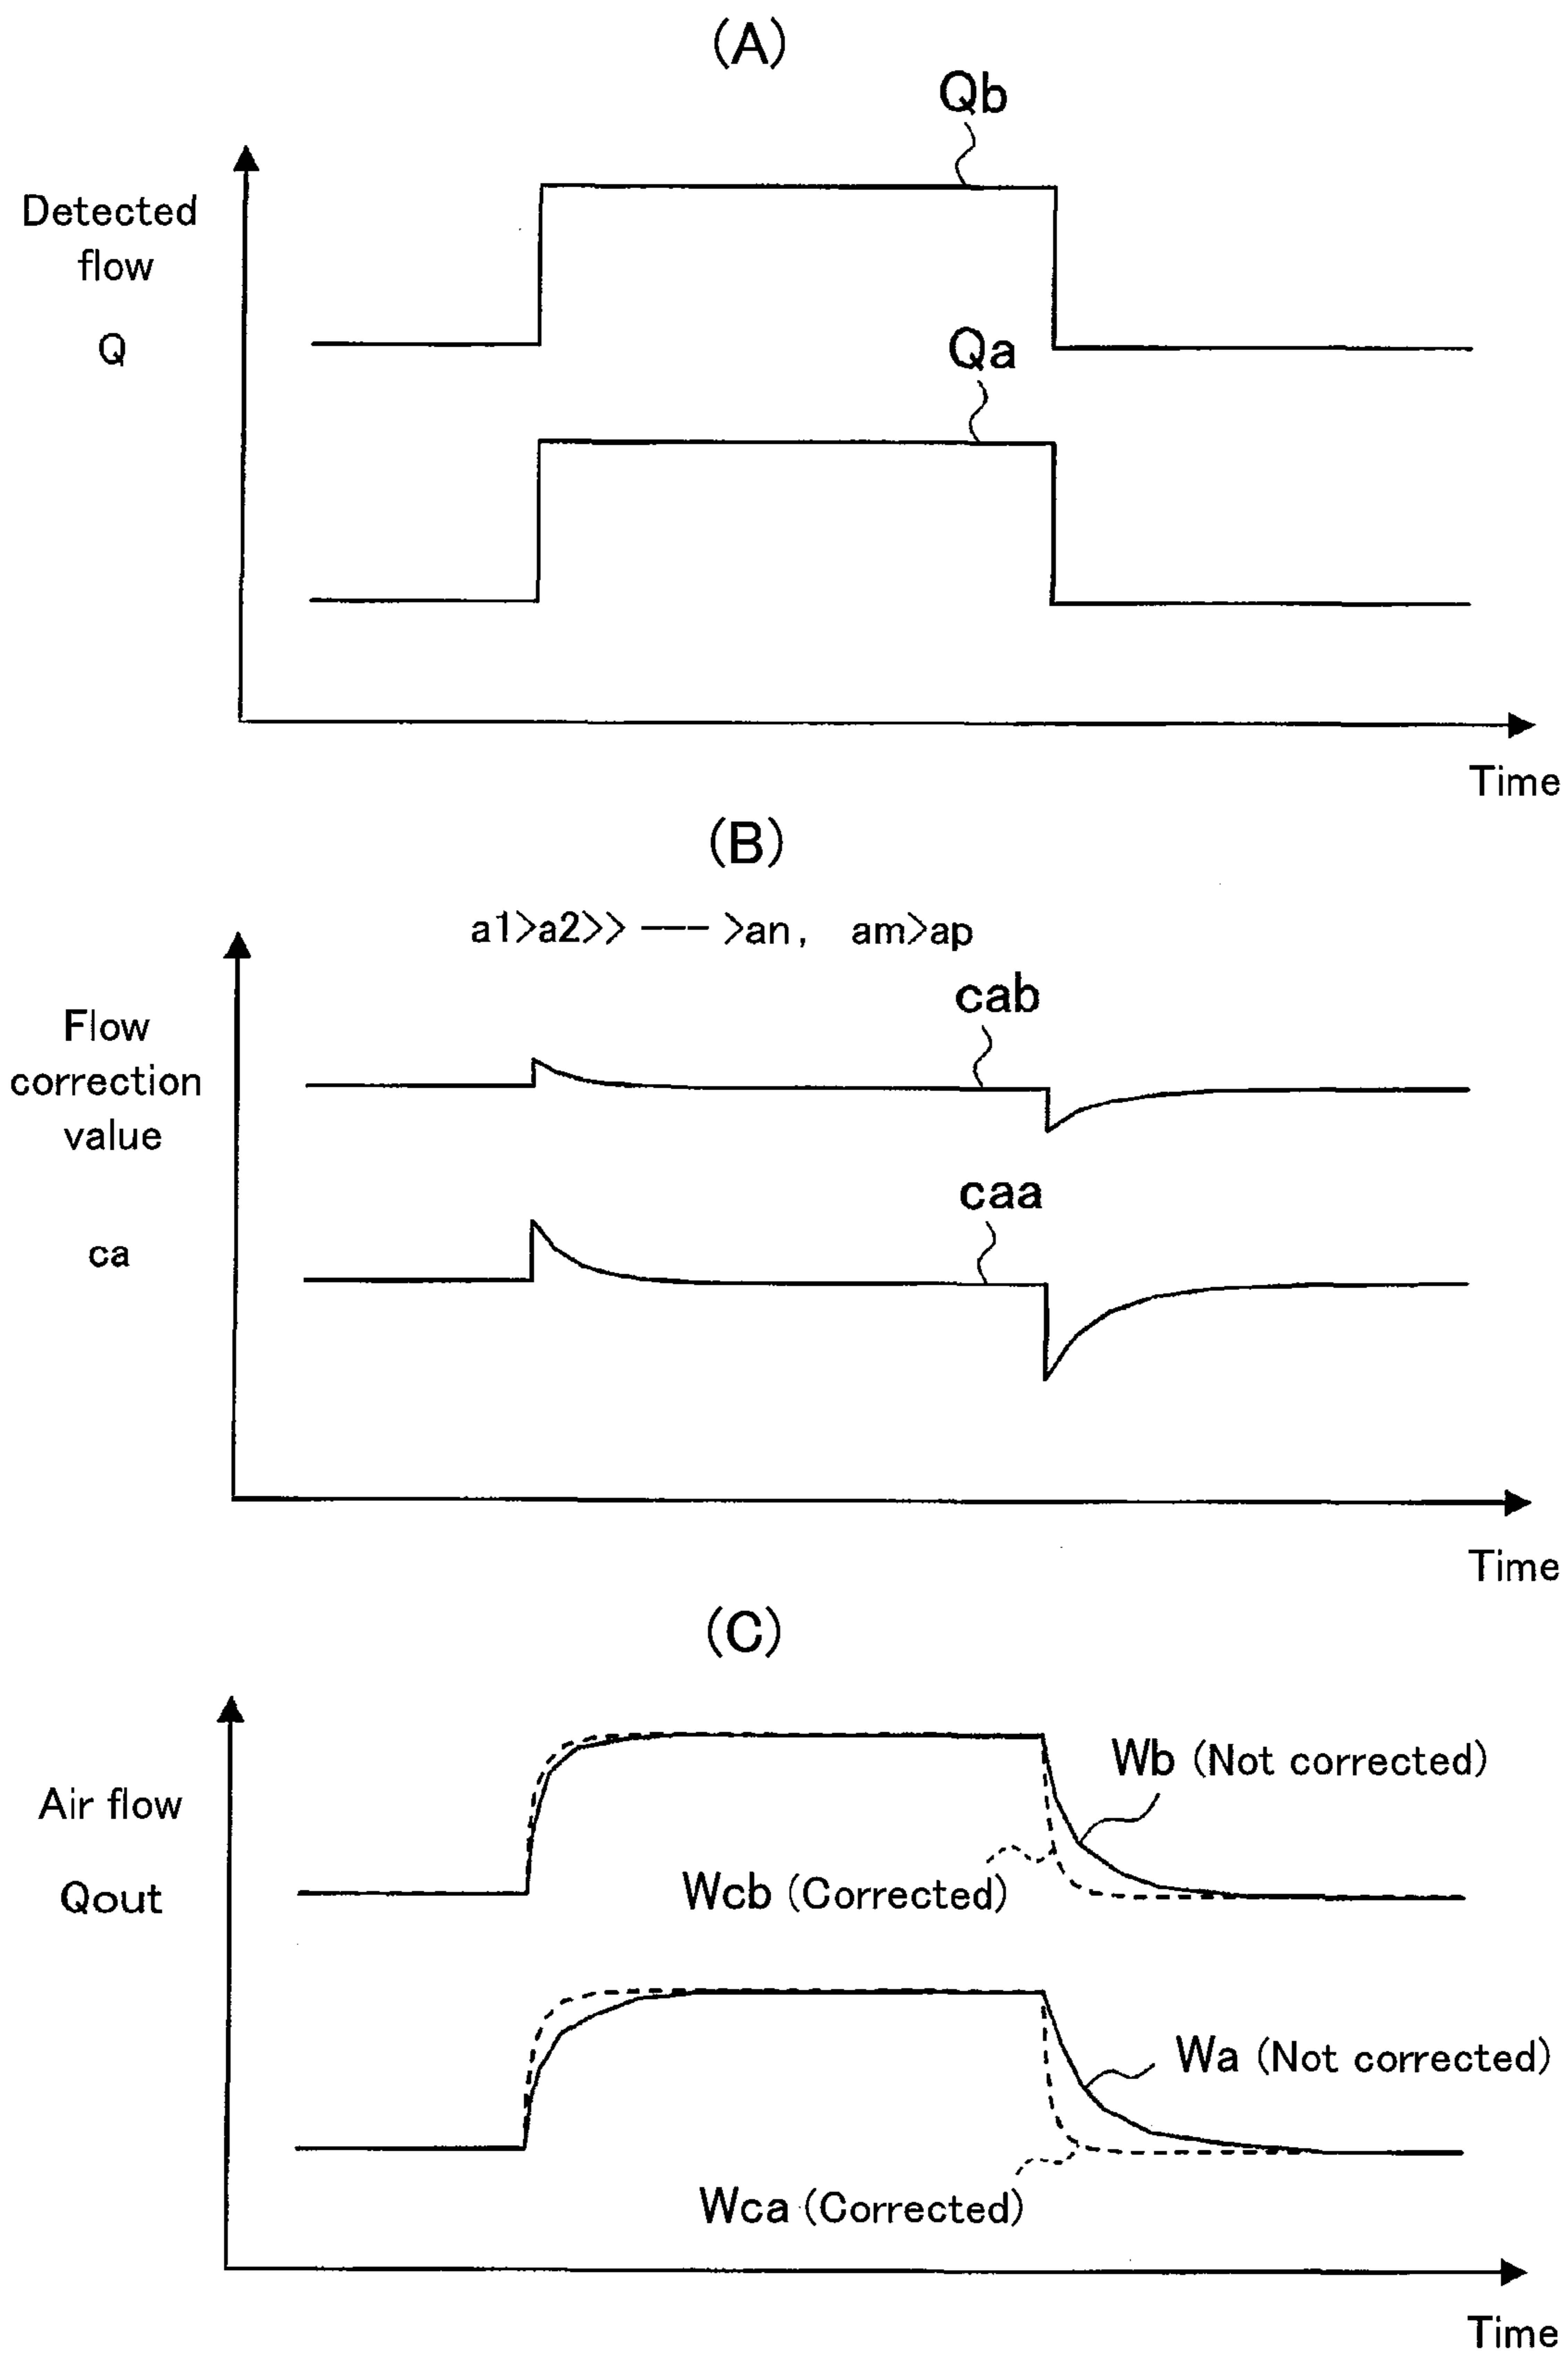 (A)
Qb
Detected
flow
Q
Qa
Time
(B)
a1>a2>> ――― >an, am>ap
cab
Flow
correction
value
caa
ca
Time
(C)
Wb (Not corrected)
Air flow
Wcb (Corrected)
Qout
Wa (Not corrected)
Wca (Corrected)
Time